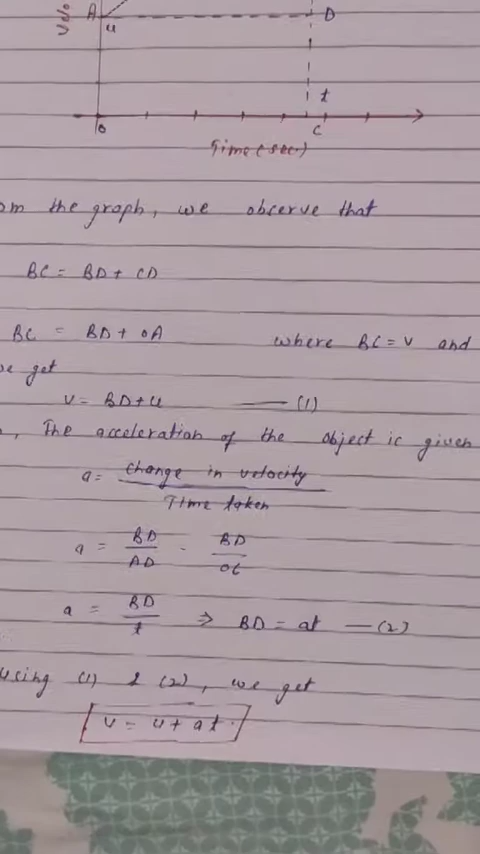 A
u
D
t
0
C
Time (sec)
the graph, we observe that
BC = BD + CD
BC = BD + OA where BC = V and
get
V = BD + u —— (1)
The acceleration of the object is given
a = change in velocity
Time taken
a = BD/AD = BD/OC
a = BD/t ⇒ BD = at — (2)
using (1) & (2), we get
V = u + at